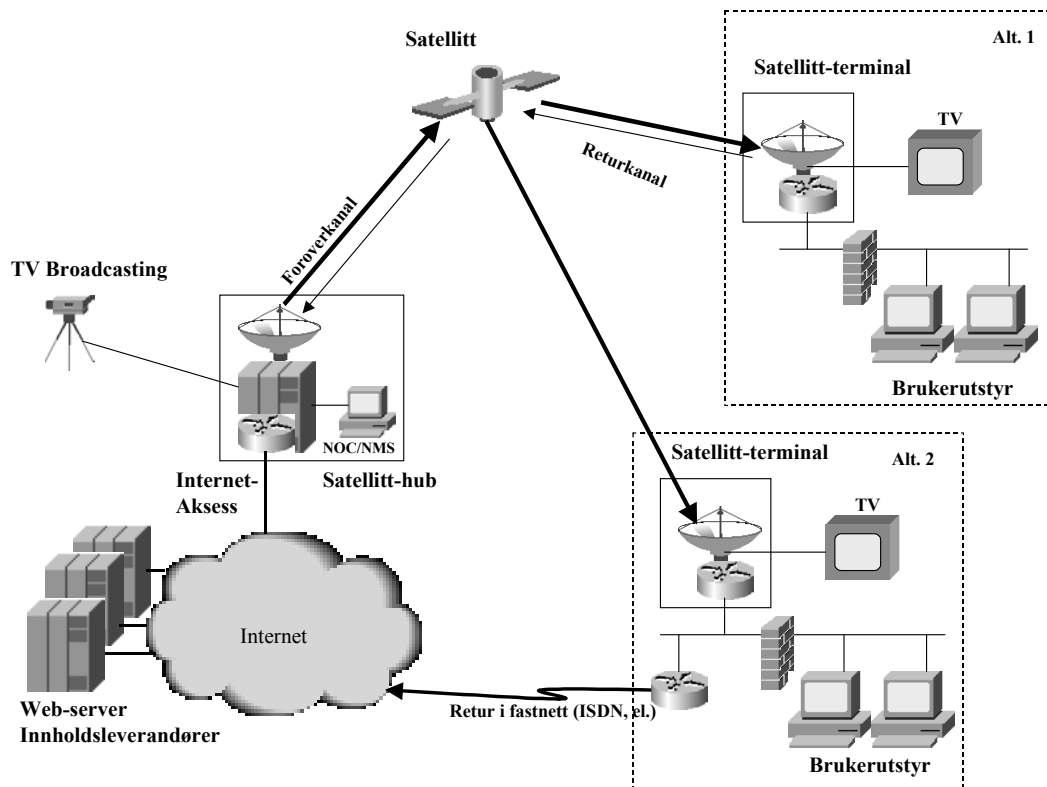 Satellitt
Alt. 1
Satellitt-terminal
TV
Returkanal
Foroverkanal
TV Broadcasting
Brukerutstyr
NOC/NMS
Internet-
Aksess
Satellitt-hub
Satellitt-terminal
Alt. 2
TV
Internet
Retur i fastnett (ISDN, el.)
Web-server
Innholdsleverandører
Brukerutstyr